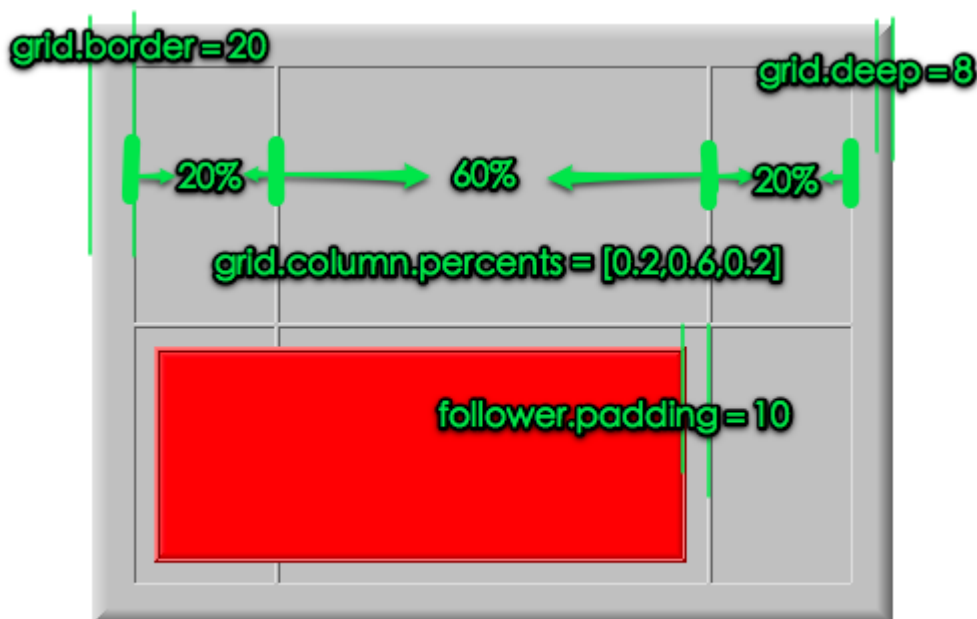 grid.border = 20
grid.deep = 8
20%
60%
20%
grid.column.percents = [0.2,0.6,0.2]
follower.padding = 10